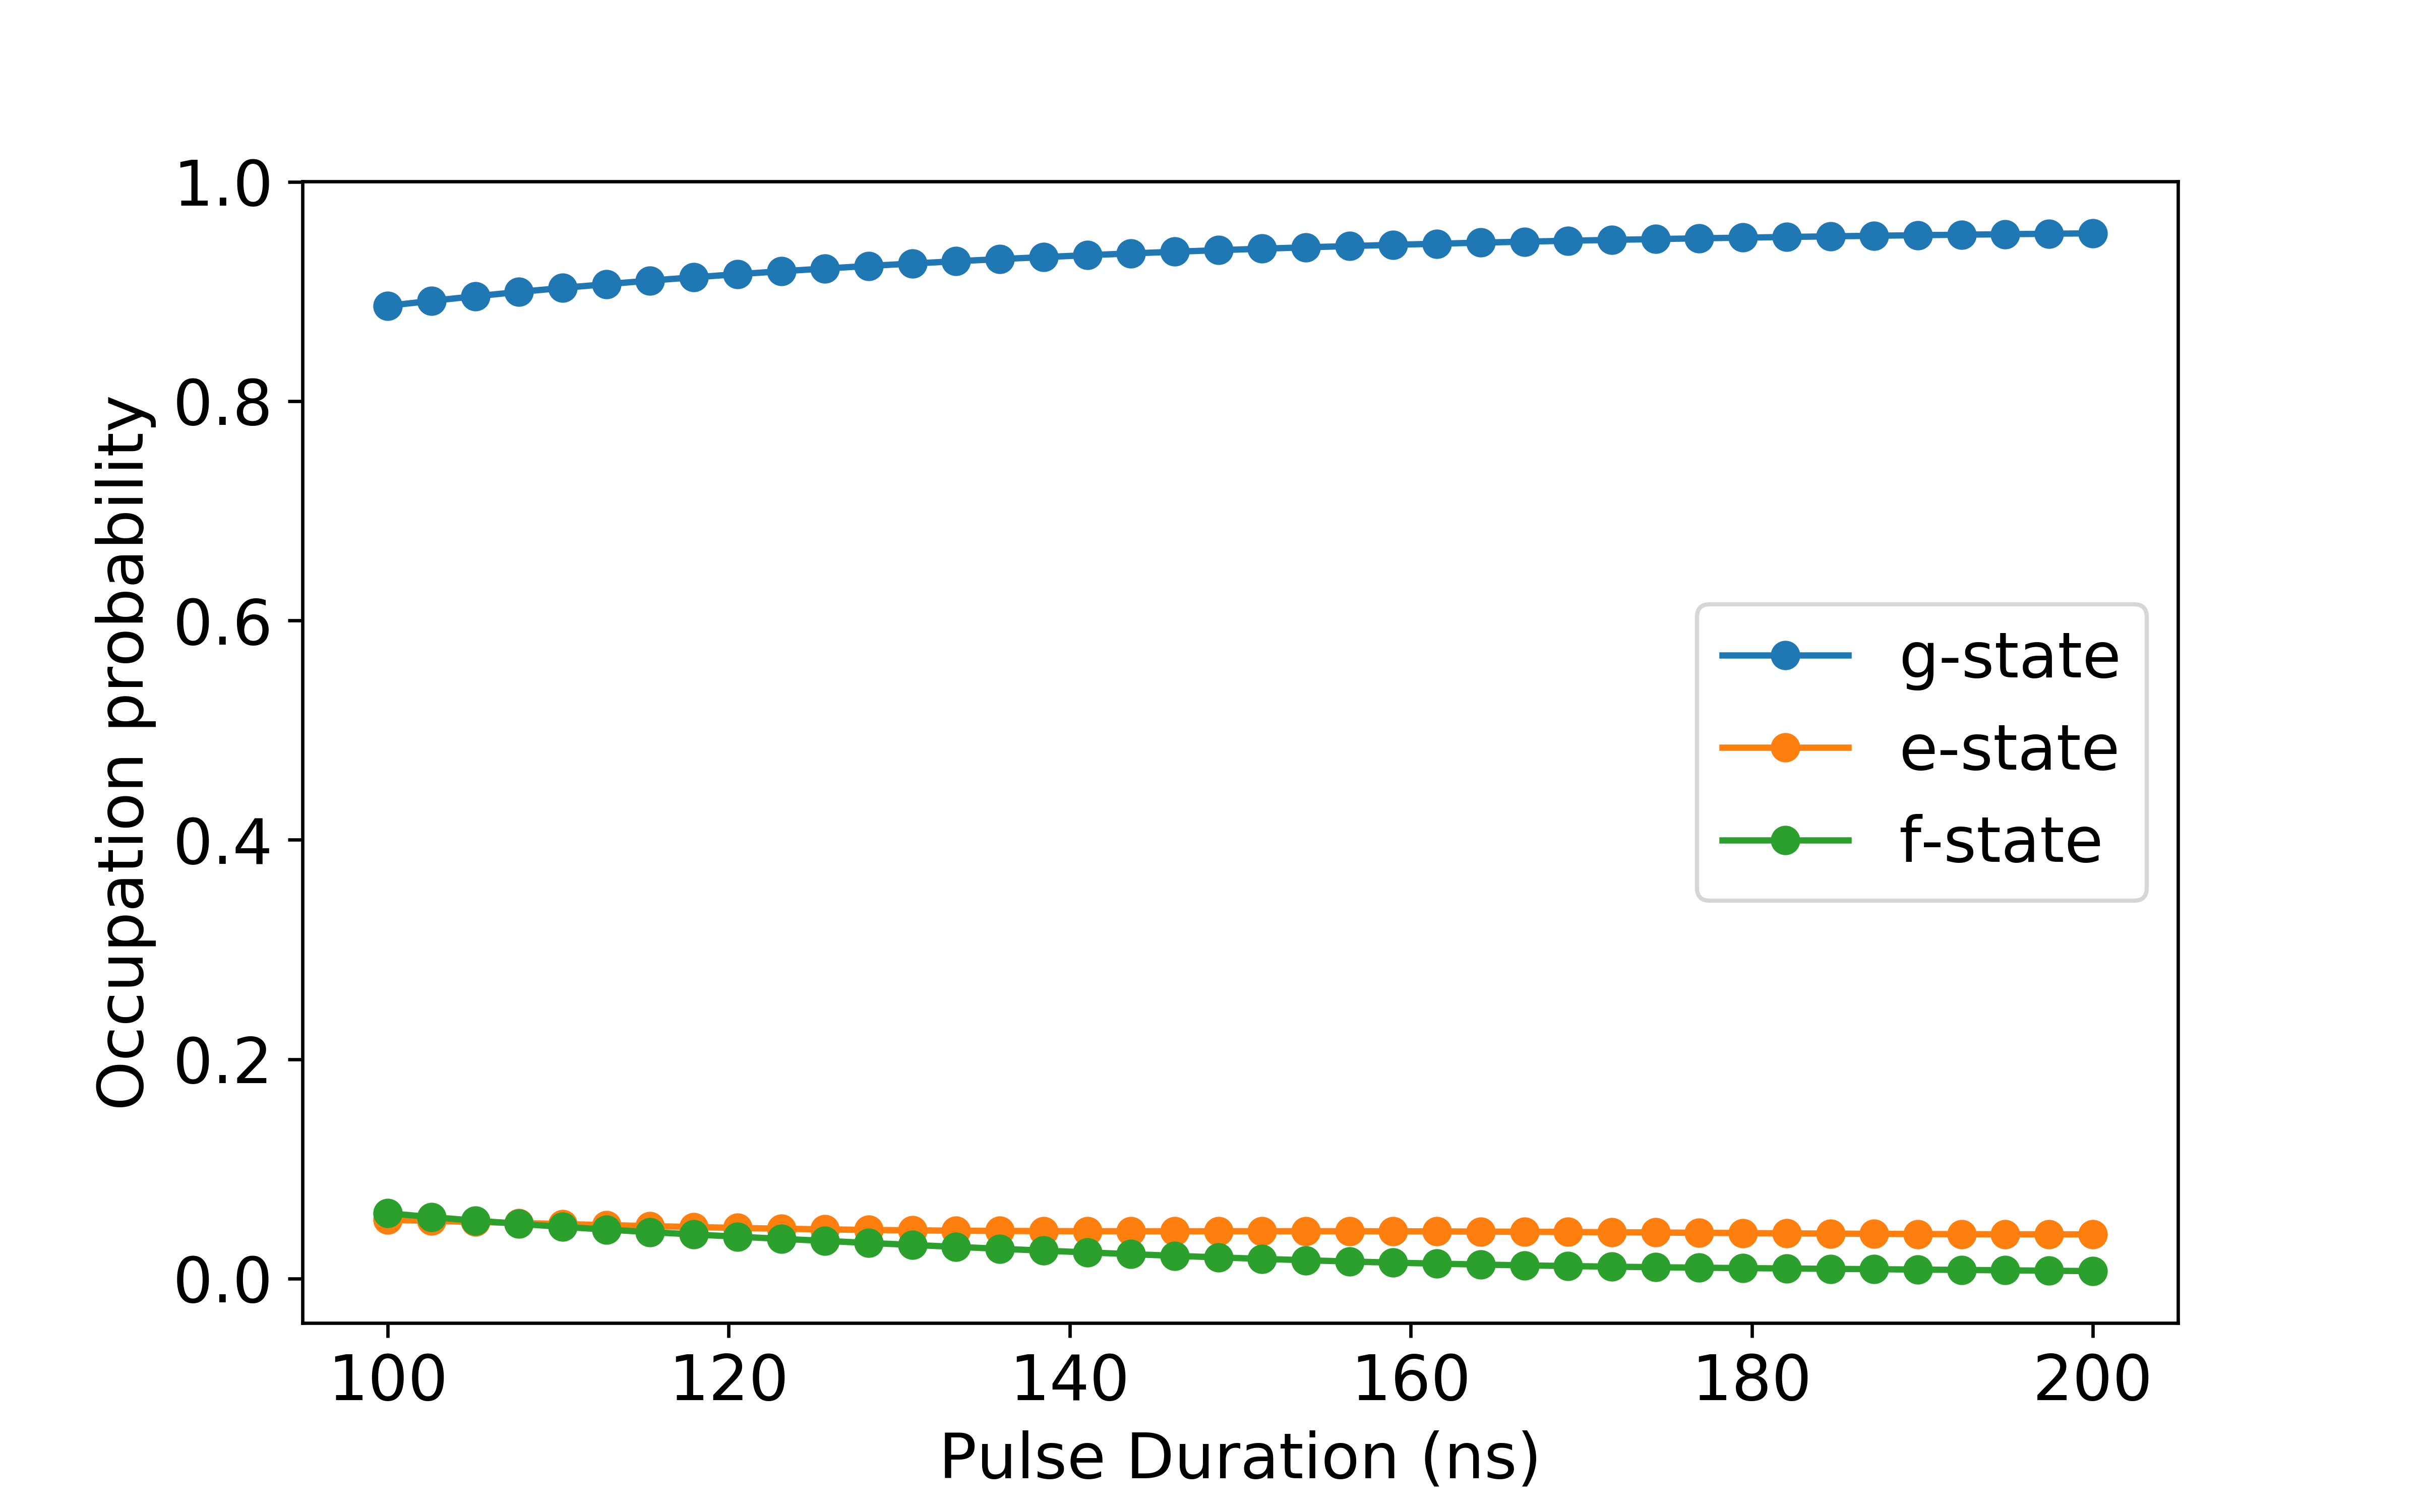 Occupation probability
1.0
0.8
0.6
0.4
0.2
0.0
g-state
e-state
f-state
100 120 140 160 180 200
Pulse Duration (ns)